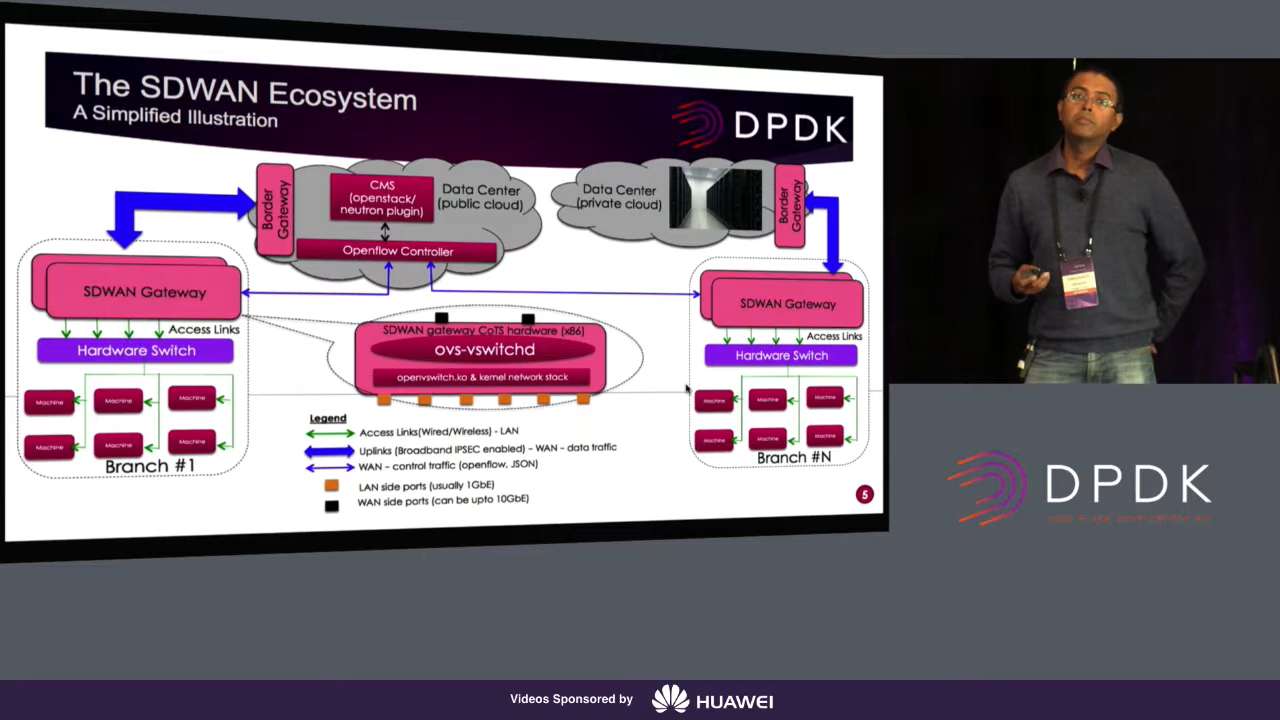 The SDWAN Ecosystem
A Simplified Illustration
DPDK
Border
Gateway
CMS
(openstack/
neutron plugin)
Data Center
(public cloud)
Openflow Controller
Data Center
(private cloud)
Border
Gateway
SDWAN Gateway
Access Links
Hardware Switch
Machine
Machine
Machine
Machine
Machine
Machine
Branch #1
SDWAN gateway CoTS hardware (x86)
ovs-vswitchd
openvswitch.ko & kernel network stack
SDWAN Gateway
Access Links
Hardware Switch
Machine
Machine
Machine
Machine
Machine
Machine
Branch #N
Legend
Access Links(Wired/Wireless) - LAN
Uplinks (Broadband IPSEC enabled) – WAN – data traffic
WAN – control traffic (openflow, JSON)
LAN side ports (usually 1GbE)
WAN side ports (can be upto 10GbE)
5
DPDK
Videos Sponsored by
HUAWEI